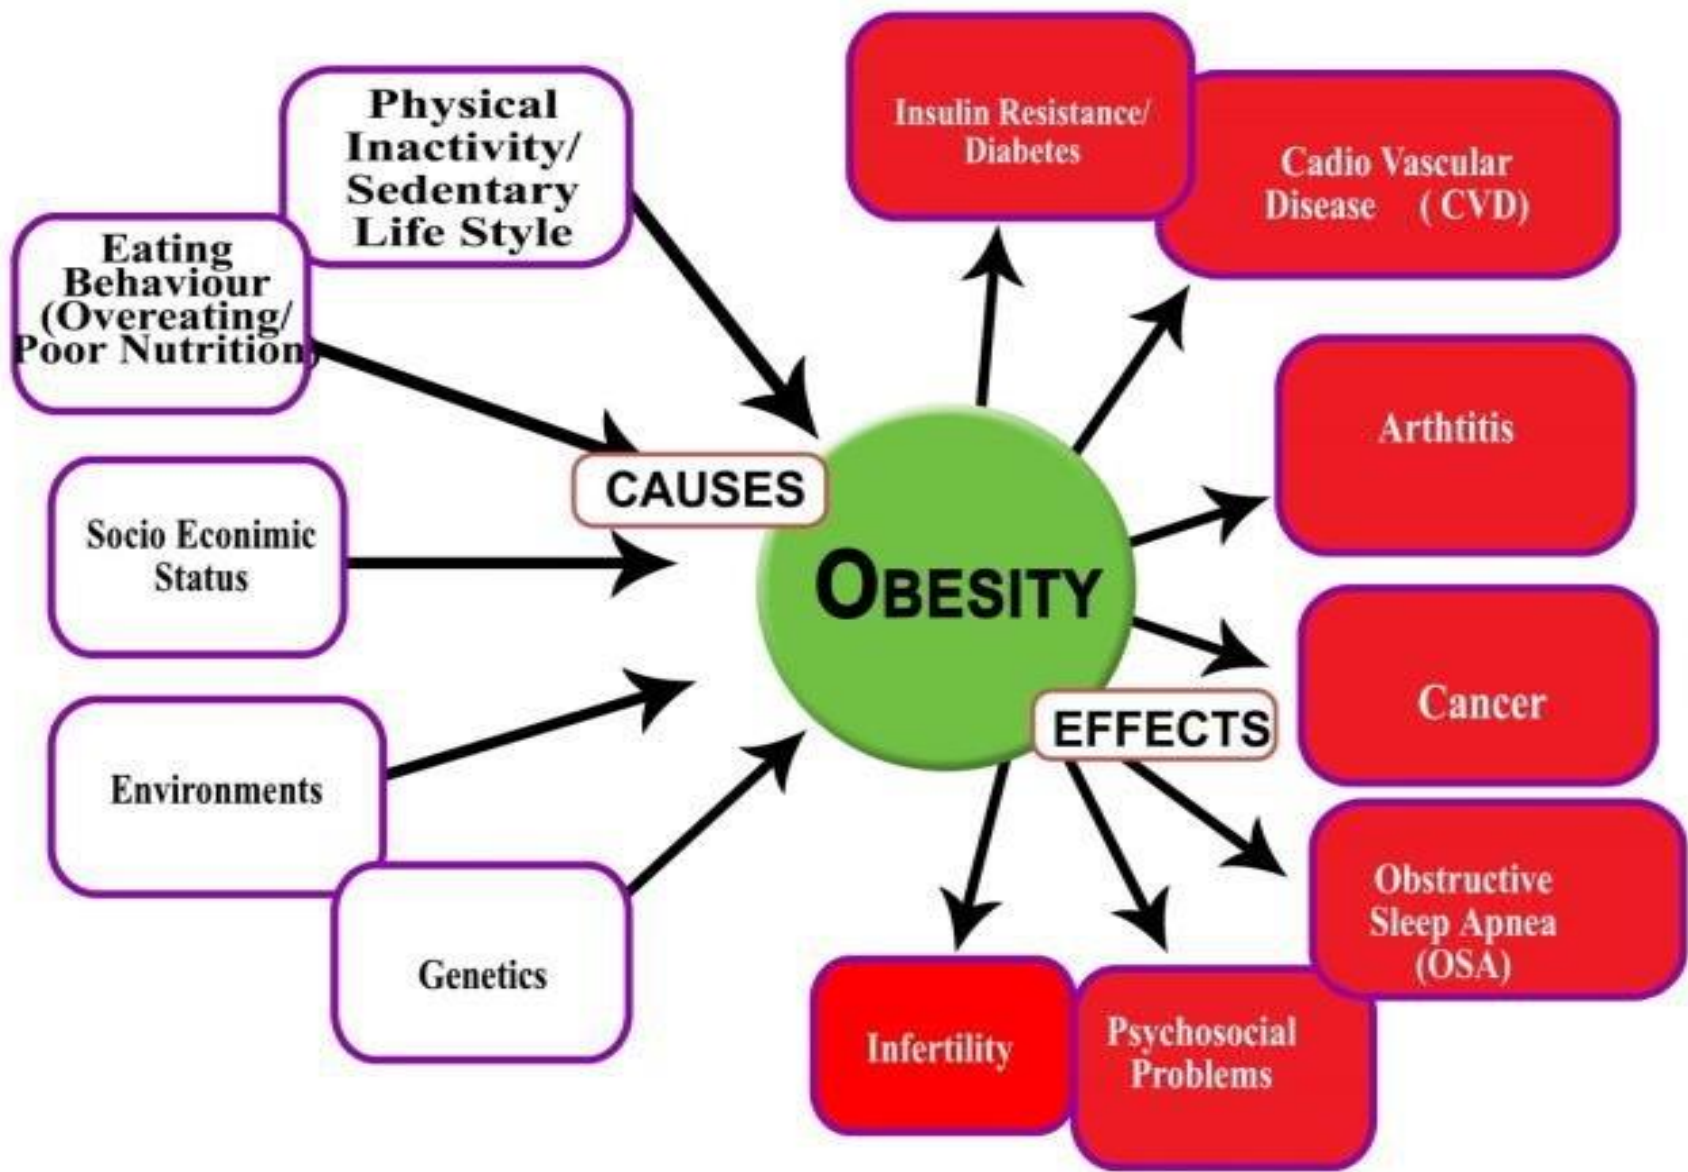 Physical
Inactivity/
Sedentary
Life Style
Eating
Behaviour
(Overeating/
Poor Nutrition)
Socio Econimic
Status
Environments
Genetics
CAUSES
OBESITY
EFFECTS
Insulin Resistance/
Diabetes
Cadio Vascular
Disease ( CVD)
Arthtitis
Cancer
Obstructive
Sleep Apnea
(OSA)
Psychosocial
Problems
Infertility